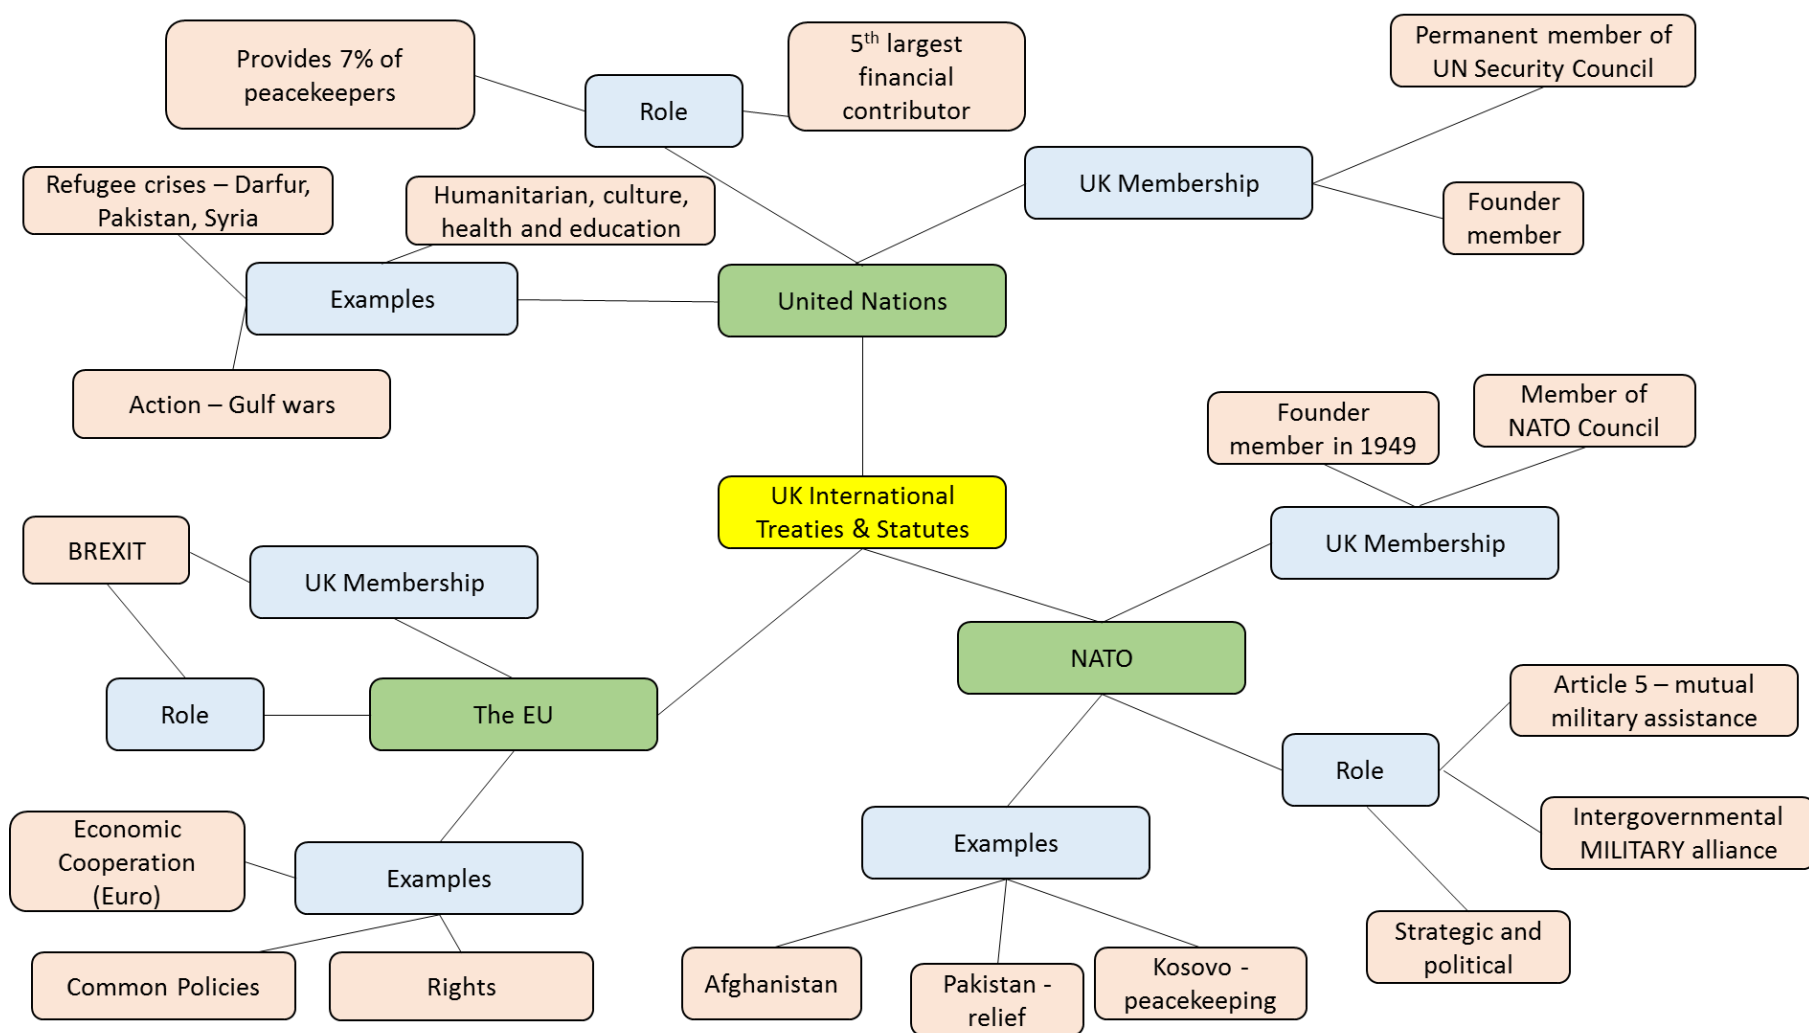 Provides 7% of
peacekeepers
Role
5th largest
financial
contributor
Permanent member of
UN Security Council
UK Membership
Founder
member
Refugee crises – Darfur,
Pakistan, Syria
Humanitarian, culture,
health and education
Examples
United Nations
Action – Gulf wars
Founder
member in 1949
Member of
NATO Council
UK International
Treaties & Statutes
UK Membership
BREXIT
UK Membership
NATO
Role
The EU
Article 5 – mutual
military assistance
Role
Intergovernmental
MILITARY alliance
Strategic and
political
Economic
Cooperation
(Euro)
Examples
Common Policies
Rights
Examples
Afghanistan
Pakistan -
relief
Kosovo -
peacekeeping